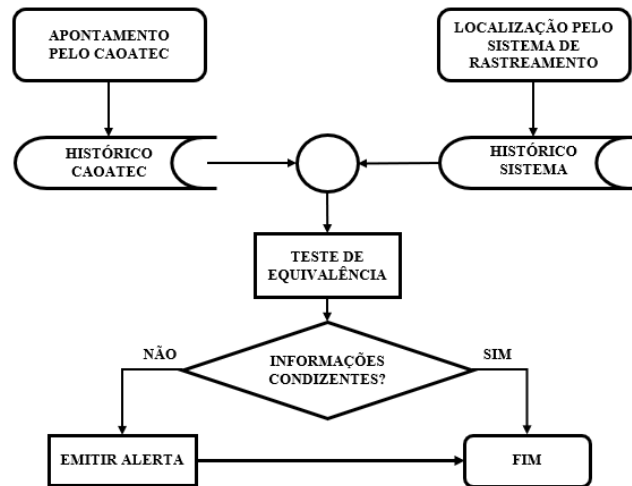 APONTAMENTO
PELO CAOATEC
LOCALIZAÇÃO PELO
SISTEMA DE
RASTREAMENTO
HISTÓRICO
CAOATEC
HISTÓRICO
SISTEMA
TESTE DE
EQUIVALÊNCIA
NÃO
INFORMAÇÕES
CONDIZENTES?
SIM
EMITIR ALERTA
FIM